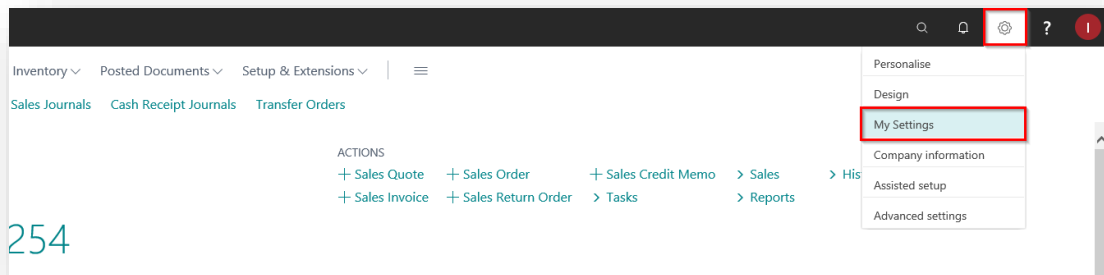 ?
I
Inventory Posted Documents Setup & Extensions
Personalise
Design
Sales Journals Cash Receipt Journals Transfer Orders
My Settings
Company information
ACTIONS
+ Sales Quote + Sales Order + Sales Credit Memo > Sales > His
Assisted setup
+ Sales Invoice + Sales Return Order > Tasks > Reports
Advanced settings
254